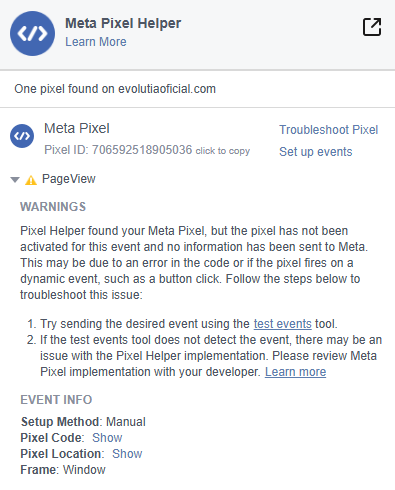 Meta Pixel Helper
Learn More
One pixel found on evolutiaoficial.com
Meta Pixel
Troubleshoot Pixel
Pixel ID: 706592518905036 click to copy
Set up events
PageView
WARNINGS
Pixel Helper found your Meta Pixel, but the pixel has not been
activated for this event and no information has been sent to Meta.
This may be due to an error in the code or if the pixel fires on a
dynamic event, such as a button click. Follow the steps below to
troubleshoot this issue:
1. Try sending the desired event using the test events tool.
2. If the test events tool does not detect the event, there may be an
issue with the Pixel Helper implementation. Please review Meta
Pixel implementation with your developer. Learn more
EVENT INFO
Setup Method: Manual
Pixel Code: Show
Pixel Location: Show
Frame: Window